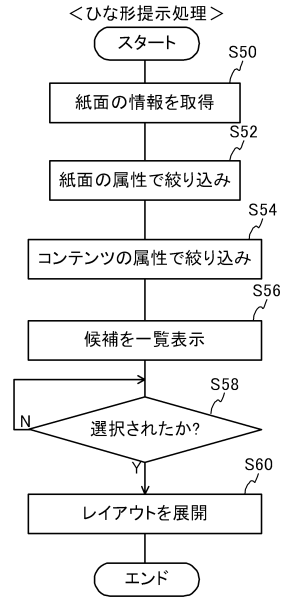 ＜ひな形提示処理＞
スタート
S50
紙面の情報を取得
S52
紙面の属性で絞り込み
S54
コンテンツの属性で絞り込み
S56
候補を一覧表示
S58
N
選択されたか?
Y
S60
レイアウトを展開
エンド